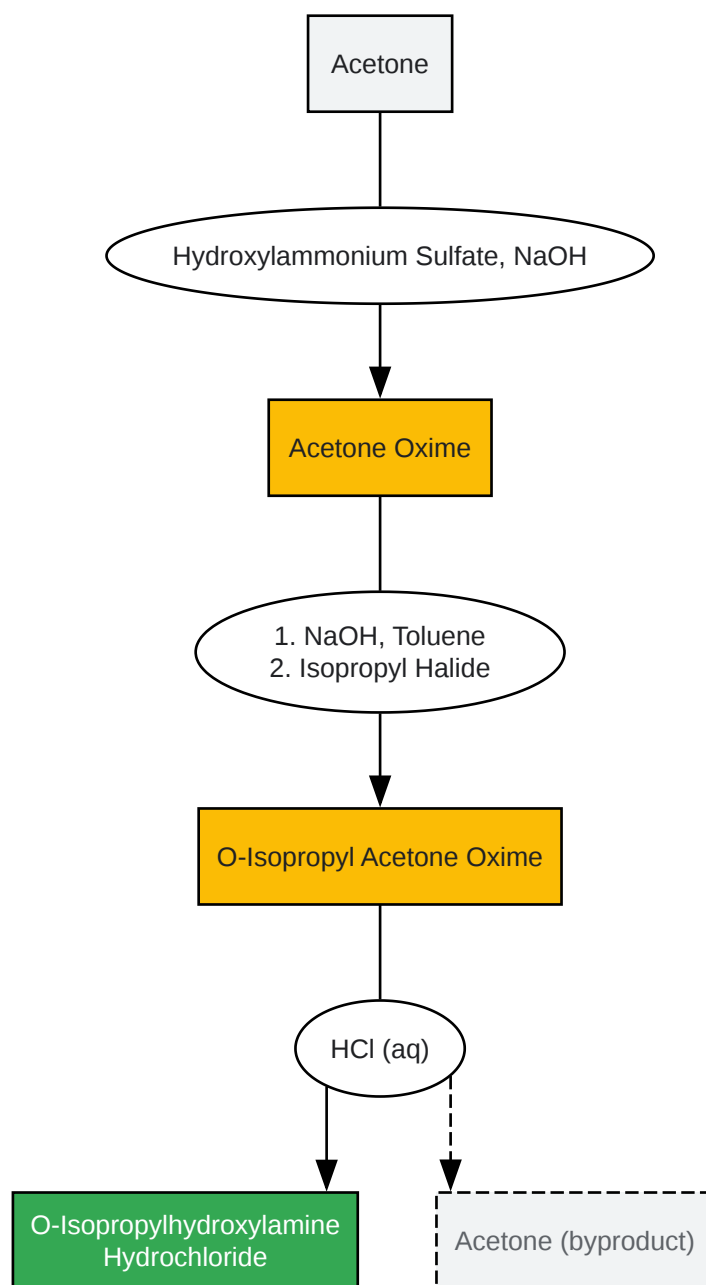 Acetone
Hydroxylammonium Sulfate, NaOH
Acetone Oxime
1. NaOH, Toluene
2. Isopropyl Halide
O-Isopropyl Acetone Oxime
HCl (aq)
O-Isopropylhydroxylamine
Hydrochloride
Acetone (byproduct)